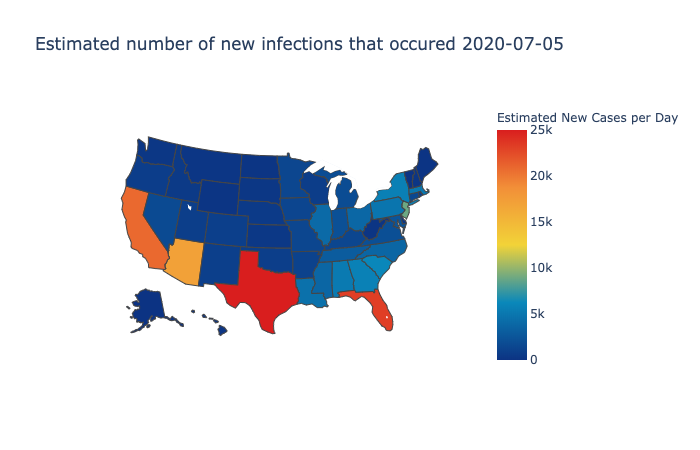 Estimated number of new infections that occured 2020-07-05
Estimated New Cases per Day
25k
20k
15k
10k
5k
0